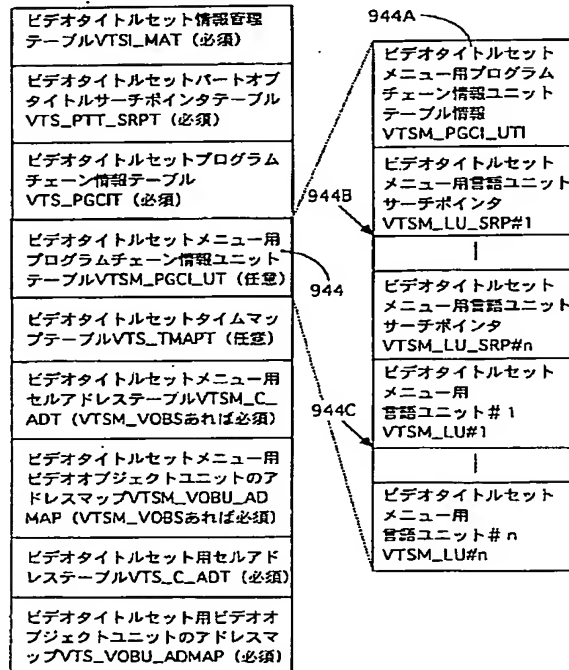 ビデオタイトルセット情報管理
テーブルVTSI_MAT（必須）
ビデオタイトルセットパートオブ
タイトルサーチポインタテーブル
VTS_PTT_SRPT（必須）
ビデオタイトルセットプログラム
チェーン情報テーブル
VTS_PGCIT（必須）
ビデオタイトルセットメニュー用
プログラムチェーン情報ユニット
テーブルVTSM_PGCI_UT（任意）
ビデオタイトルセットタイムマッ
プテーブルVTS_TMAPT（任意）
ビデオタイトルセットメニュー用
セルアドレステーブルVTSM_C_
ADT（VTSM_VOBSあれば必須）
ビデオタイトルセットメニュー用
ビデオオブジェクトユニットのア
ドレスマップVTSM_VOBU_AD
MAP（VTSM_VOBSあれば必須）
ビデオタイトルセット用セルアド
レステーブルVTS_C_ADT（必須）
ビデオタイトルセット用ビデオオ
ブジェクトユニットのアドレスマ
ップVTS_VOBU_ADMAP（必須）
944
944A
ビデオタイトルセット
メニュー用プログラム
チェーン情報ユニット
テーブル情報
VTSM_PGCI_UTI
944B
ビデオタイトルセット
メニュー用言語ユニット
サーチポインタ
VTSM_LU_SRP#1
ビデオタイトルセット
メニュー用言語ユニット
サーチポインタ
VTSM_LU_SRP#n
944C
ビデオタイトルセット
メニュー用
言語ユニット＃1
VTSM_LU#1
ビデオタイトルセット
メニュー用
言語ユニット＃n
VTSM_LU#n